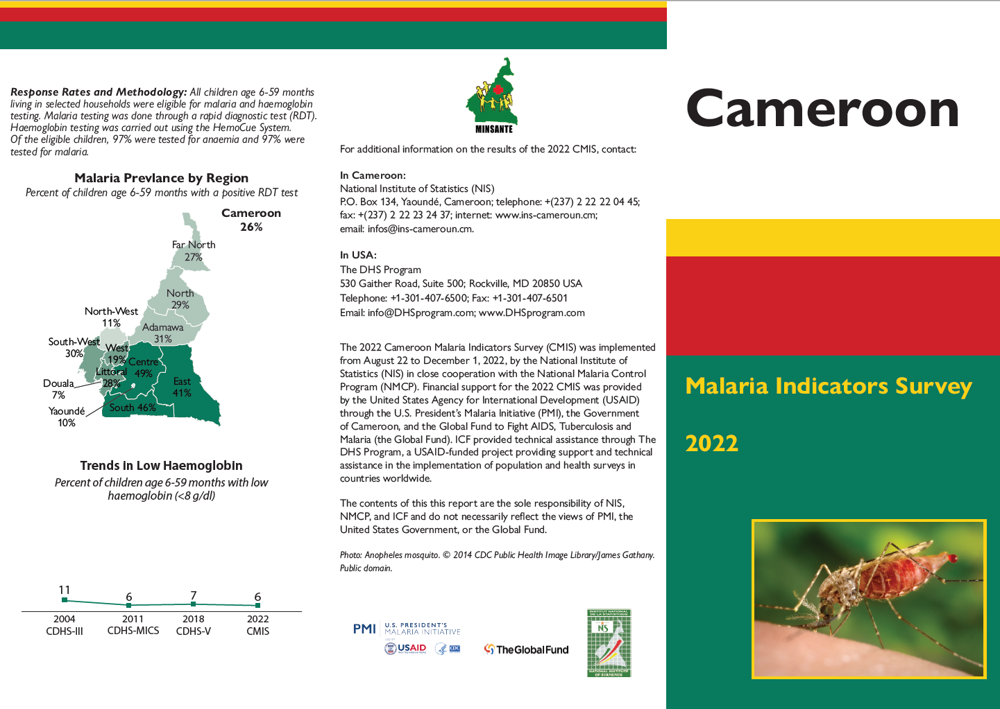 Response Rates and Methodology: All children age 6-59 months
living in selected households were eligible for malaria and haemoglobin
testing. Malaria testing was done through a rapid diagnostic test (RDT).
Haemoglobin testing was carried out using the HemoCue System.
Of the eligible children, 97% were tested for anaemia and 97% were
tested for malaria.
Malaria Prevlance by Region
Percent of children age 6-59 months with a positive RDT test
Cameroon
26%
Far North
27%
North
29%
North-West
11%
Adamawa
31%
South-West
30%
West
19%
Centre
49%
Littoral
28%
Douala
7%
East
41%
Yaoundé
10%
South 46%
Trends in Low Haemoglobin
Percent of children age 6-59 months with low
haemoglobin (<8 g/dl)
11
6
7
6
2004
CDHS-III
2011
CDHS-MICS
2018
CDHS-V
2022
CMIS
MINSANTE
For additional information on the results of the 2022 CMIS, contact:
In Cameroon:
National Institute of Statistics (NIS)
P.O. Box 134, Yaoundé, Cameroon; telephone: +(237) 2 22 22 04 45;
fax: +(237) 2 22 23 24 37; internet: www.ins-cameroun.cm;
email: infos@ins-cameroun.cm.
In USA:
The DHS Program
530 Gaither Road, Suite 500; Rockville, MD 20850 USA
Telephone: +1-301-407-6500; Fax: +1-301-407-6501
Email: info@DHSprogram.com; www.DHSprogram.com
The 2022 Cameroon Malaria Indicators Survey (CMIS) was implemented
from August 22 to December 1, 2022, by the National Institute of
Statistics (NIS) in close cooperation with the National Malaria Control
Program (NMCP). Financial support for the 2022 CMIS was provided
by the United States Agency for International Development (USAID)
through the U.S. President's Malaria Initiative (PMI), the Government
of Cameroon, and the Global Fund to Fight AIDS, Tuberculosis and
Malaria (the Global Fund). ICF provided technical assistance through The
DHS Program, a USAID-funded project providing support and technical
assistance in the implementation of population and health surveys in
countries worldwide.
The contents of this this report are the sole responsibility of NIS,
NMCP, and ICF and do not necessarily reflect the views of PMI, the
United States Government, or the Global Fund.
Photo: Anopheles mosquito. © 2014 CDC Public Health Image Library/James Gathany.
Public domain.
PMI
U.S. PRESIDENT'S
MALARIA INITIATIVE
USAID
CDC
The Global Fund
INSTITUT NATIONAL
DE LA STATISTIQUE
NATIONAL INSTITUTE
OF STATISTICS
Cameroon
Malaria Indicators Survey
2022